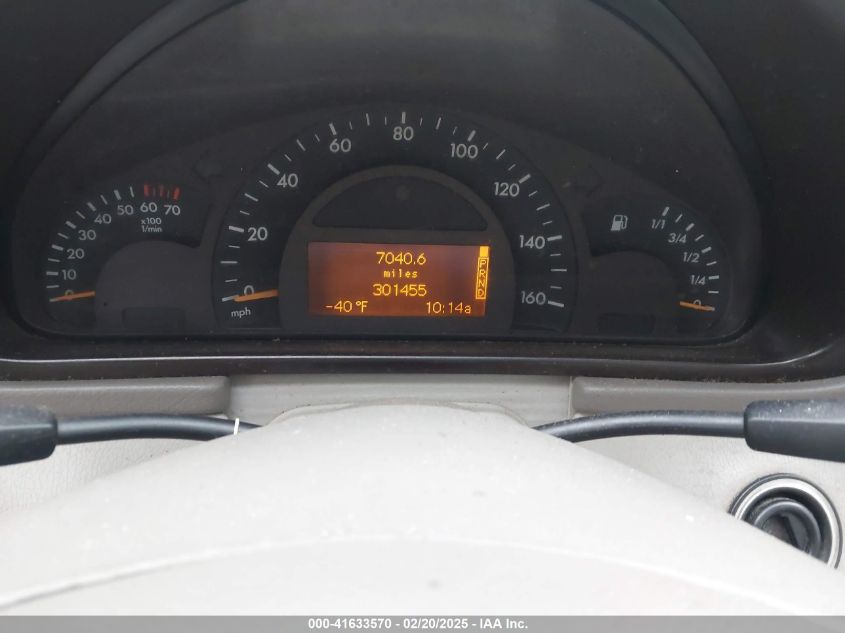 80
60 100
40 120
20 140
0 160
mph
50 60 70
40 x100
30 1/min
20
10
0
7040.6
miles
301455
-40°F 10:14a
P
R
N
D
1/1
3/4
1/2
1/4
0
000-41633570 - 02/20/2025 - IAA Inc.